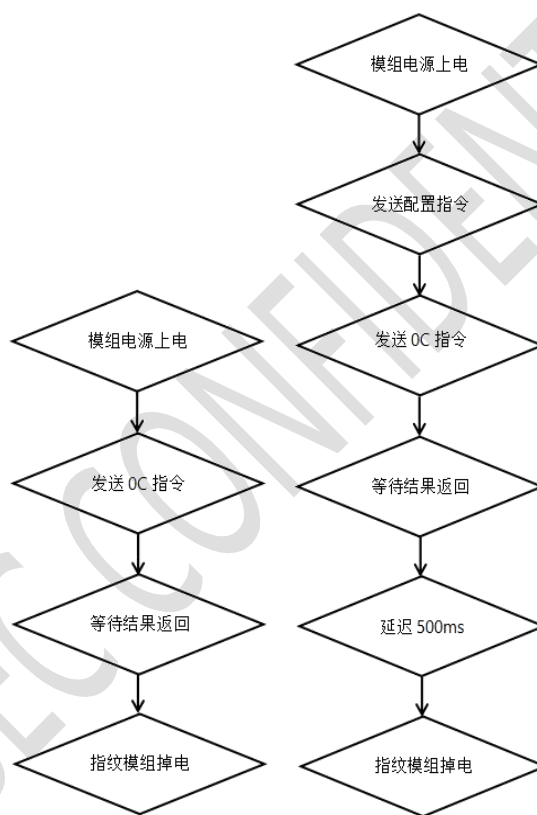 模组电源上电
发送配置指令
发送 0C 指令
等待结果返回
延迟 500ms
指纹模组掉电
模组电源上电
发送 0C 指令
等待结果返回
指纹模组掉电
SEC CONFIDENT